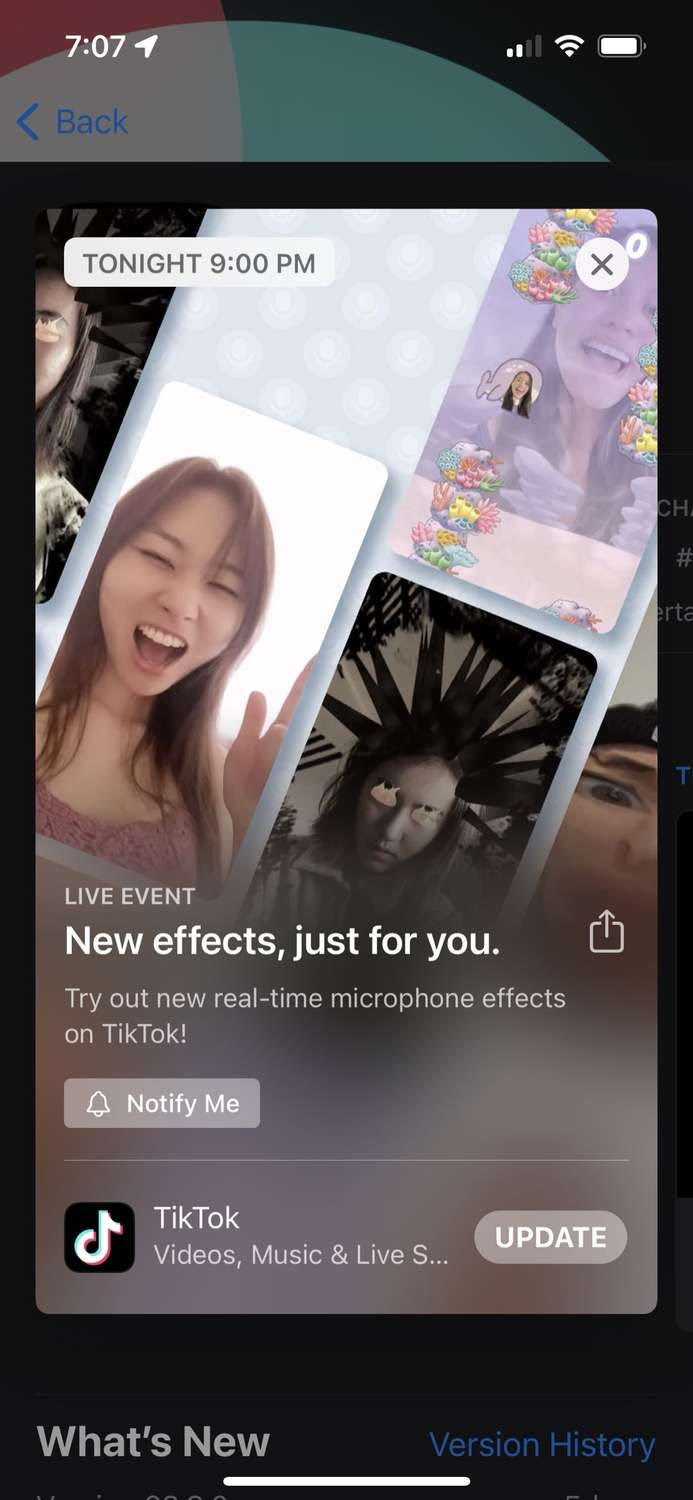 7:07
Back
TONIGHT 9:00 PM
0
CHA
#
erta
T
LIVE EVENT
New effects, just for you.
Try out new real-time microphone effects
on TikTok!
Notify Me
TikTok
Videos, Music & Live S...
UPDATE
What’s New
Version History